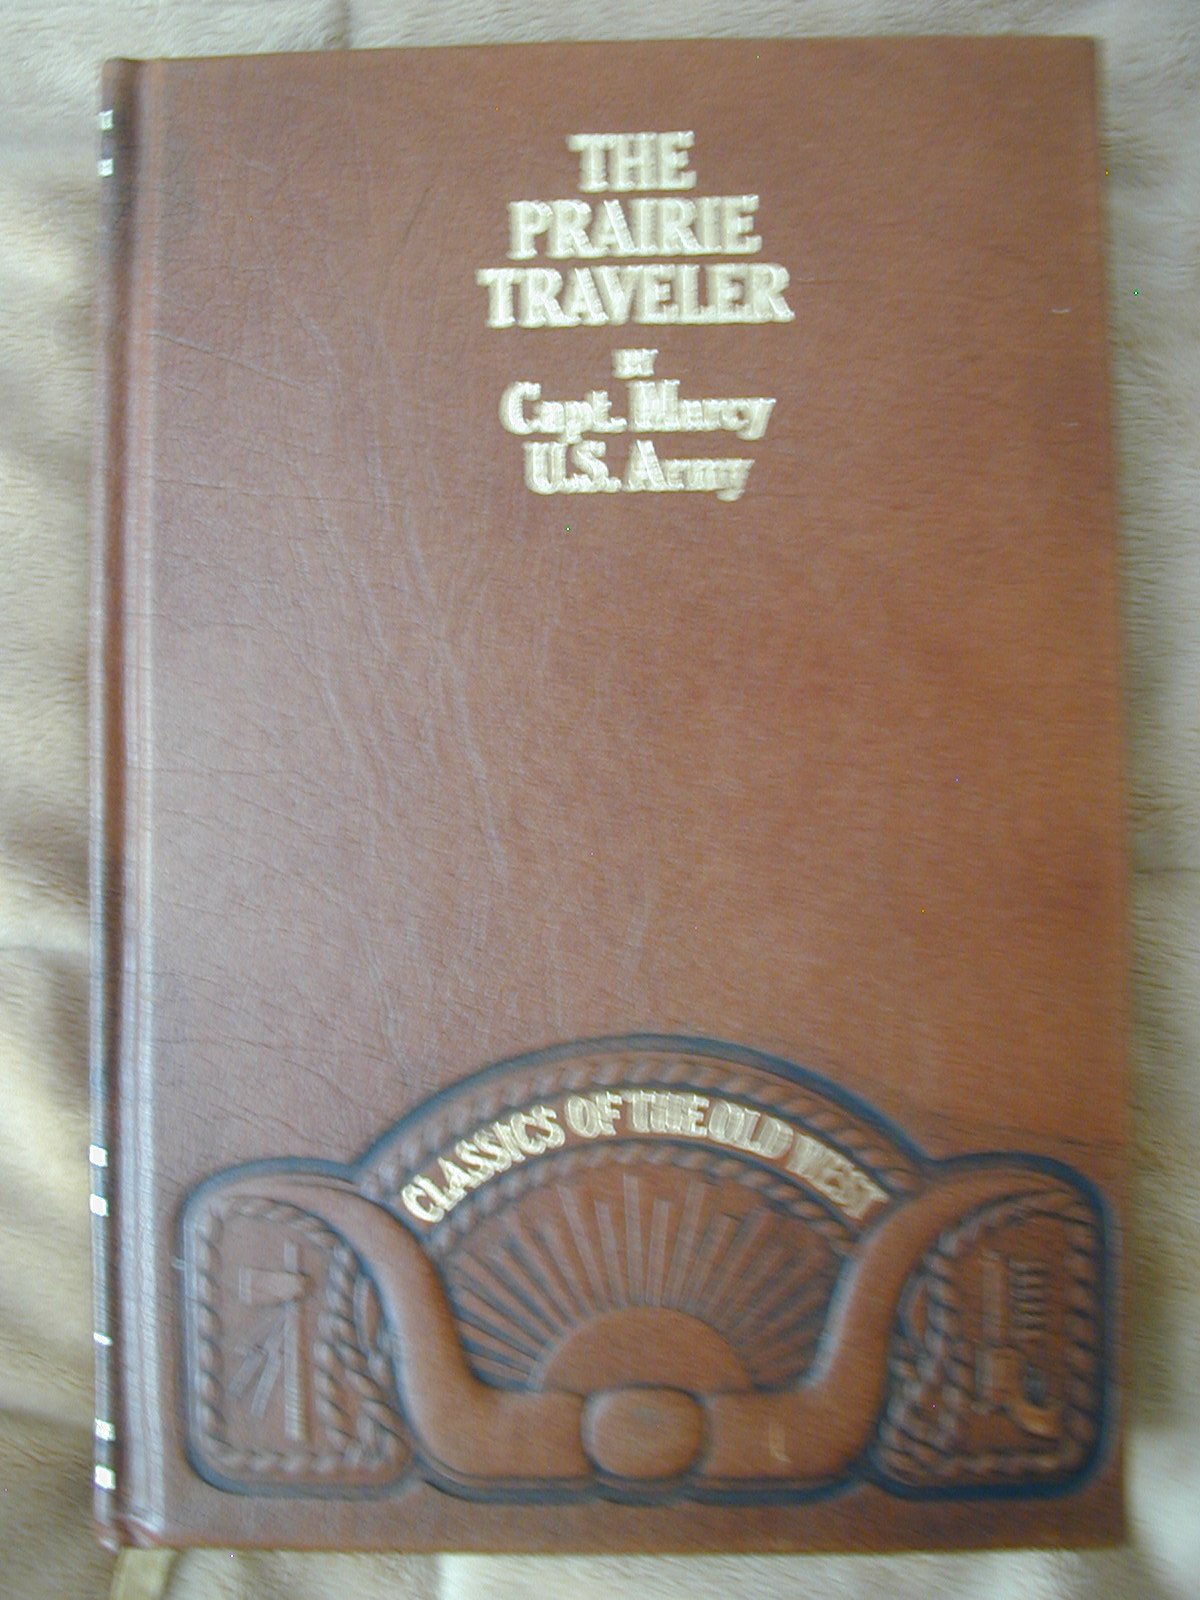 THE
PRAIRIE
TRAVELER
BY
Capt. Marcy
U.S. Army
CLASSICS OF THE OLD WEST